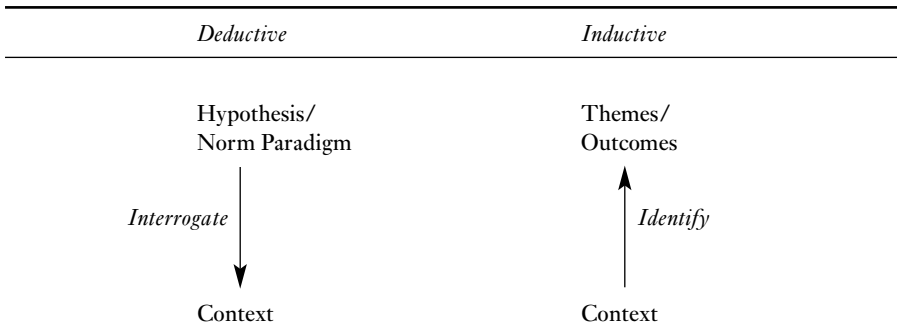 Deductive
Inductive
Hypothesis/
Norm Paradigm
Themes/
Outcomes
Interrogate
Identify
Context
Context